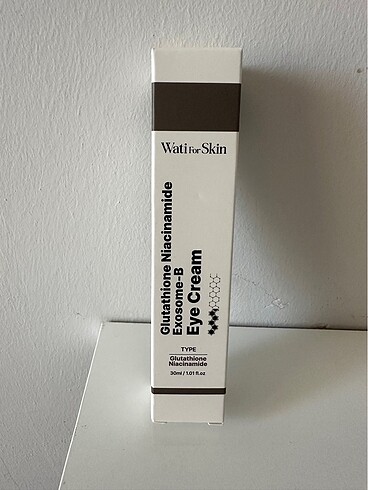 Wati For Skin
Glutathione Niacinamide
Exosome-B
Eye Cream
TYPE
Glutathione
Niacinamide
30ml / 1.01 fl.oz